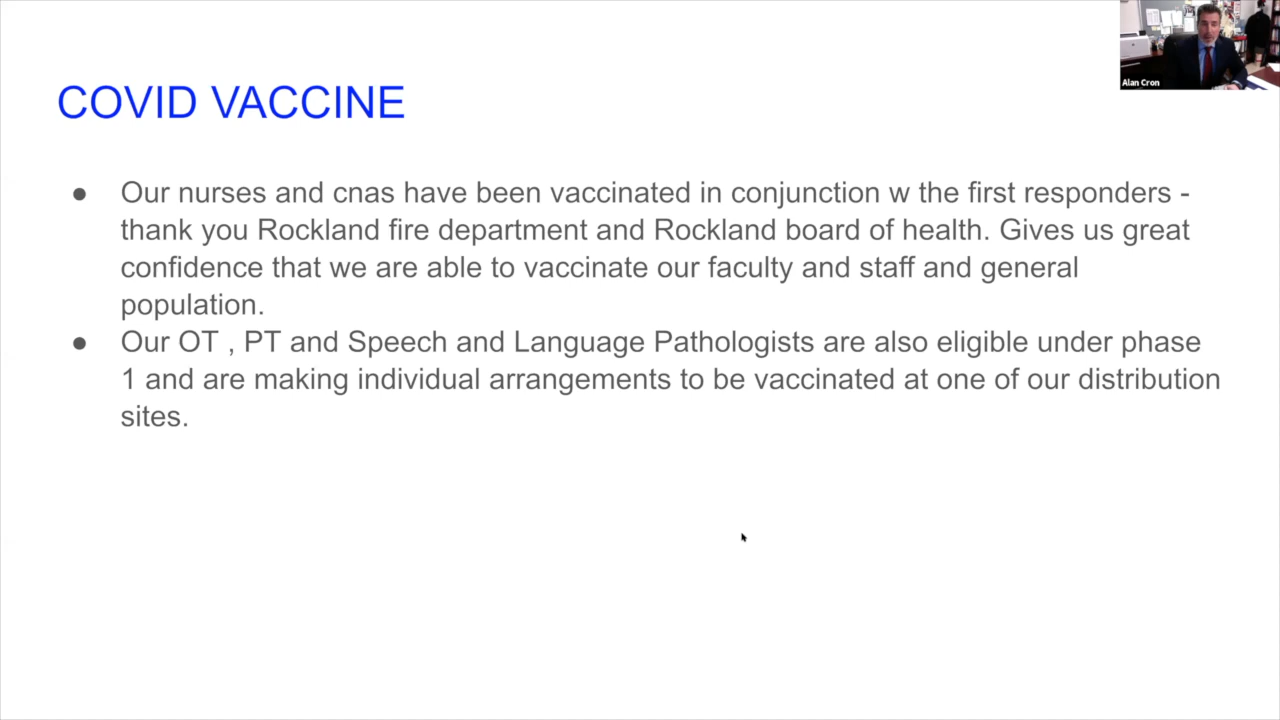 Alan Cron
COVID VACCINE
● Our nurses and cnas have been vaccinated in conjunction w the first responders -
thank you Rockland fire department and Rockland board of health. Gives us great
confidence that we are able to vaccinate our faculty and staff and general
population.
● Our OT , PT and Speech and Language Pathologists are also eligible under phase
1 and are making individual arrangements to be vaccinated at one of our distribution
sites.